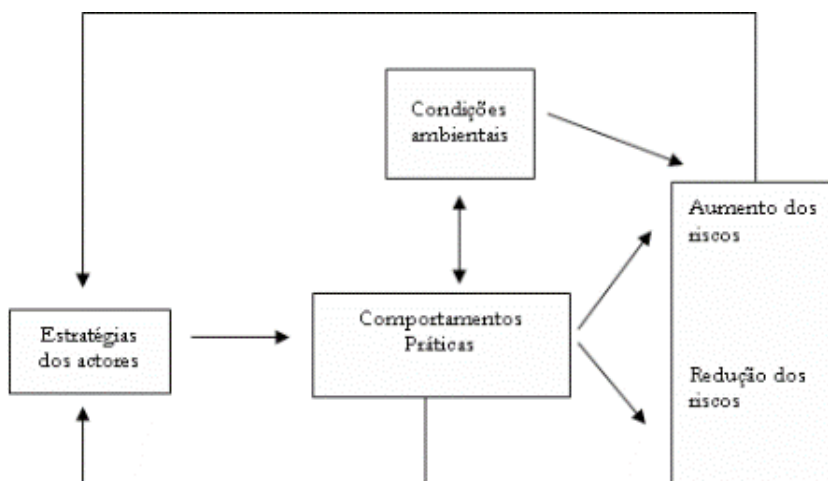 Condições
ambientais
Aumento dos
riscos
Estratégias
dos actores
Comportamentos
Práticas
Redução dos
riscos